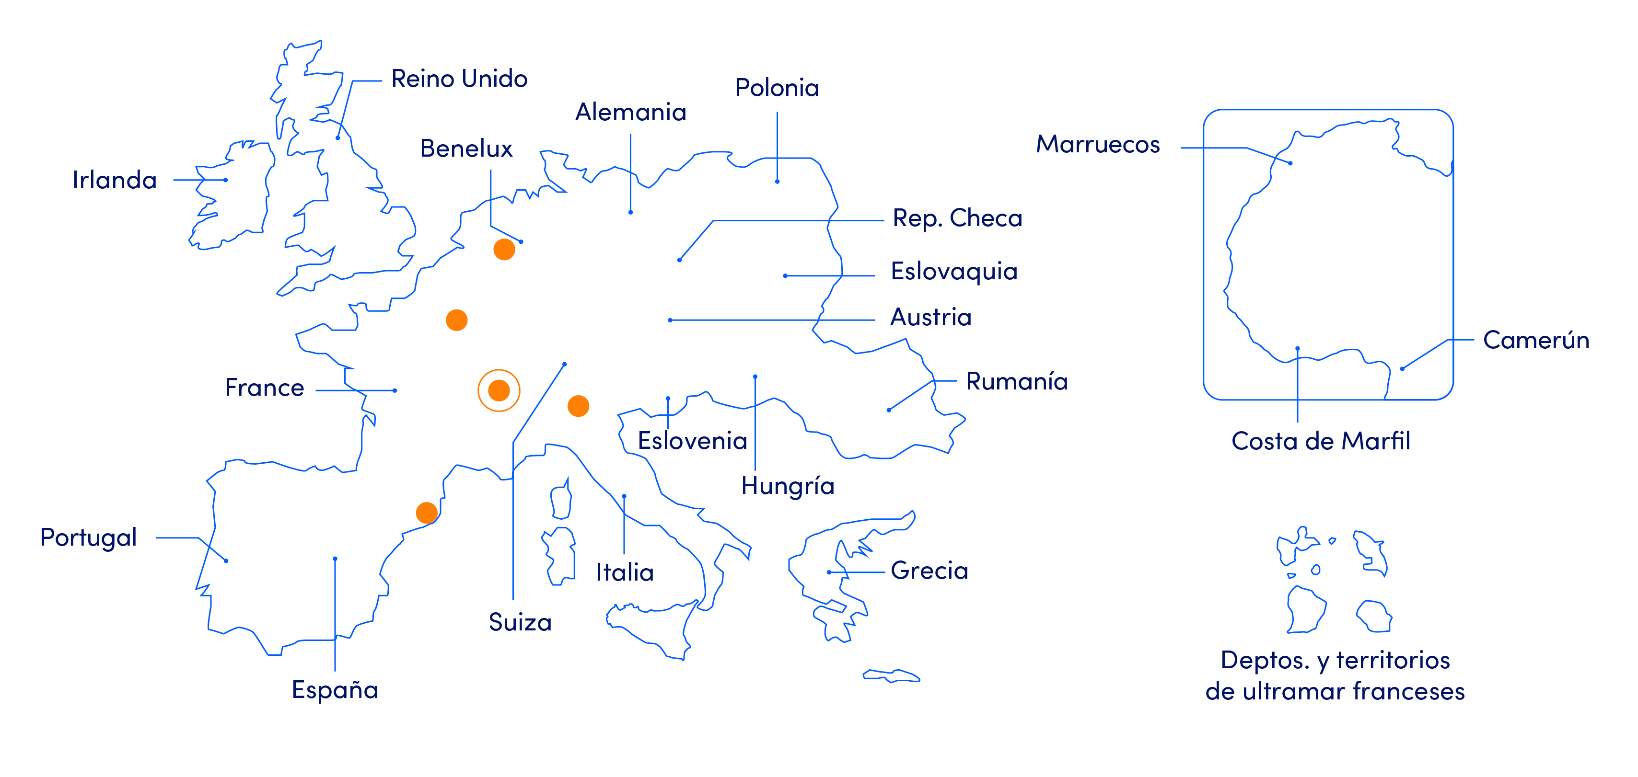 Reino Unido
Polonia
Alemania
Benelux
Marruecos
Irlanda
Rep. Checa
Eslovaquia
Austria
Camerún
France
Rumanía
Eslovenia
Costa de Marfil
Hungría
Portugal
Italia
Grecia
Suiza
España
Deptos. y territorios
de ultramar franceses